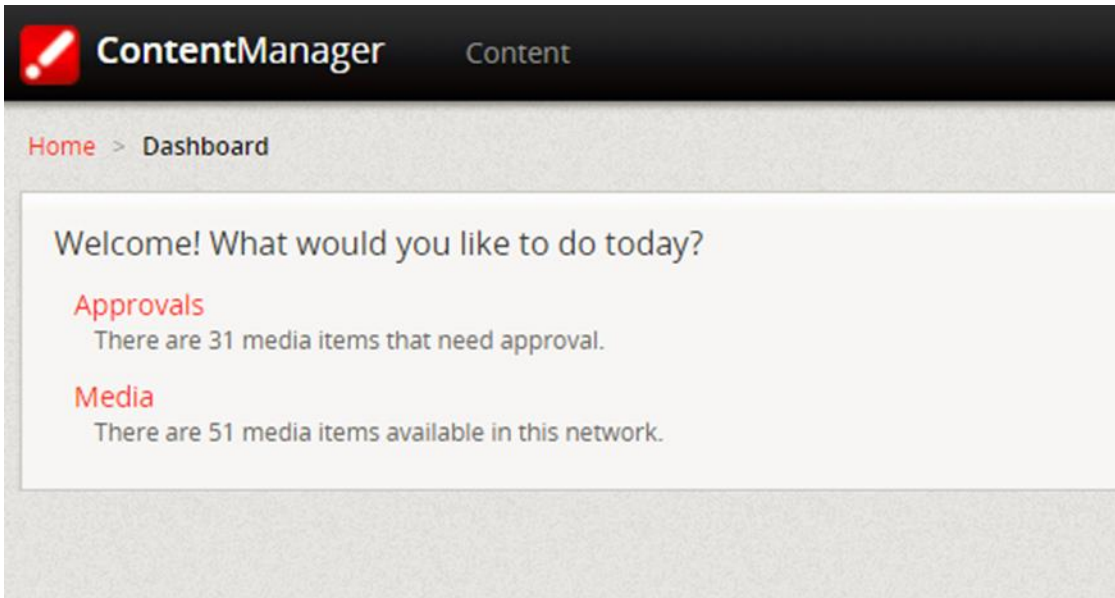 ContentManager Content
Home > Dashboard
Welcome! What would you like to do today?
Approvals
There are 31 media items that need approval.
Media
There are 51 media items available in this network.